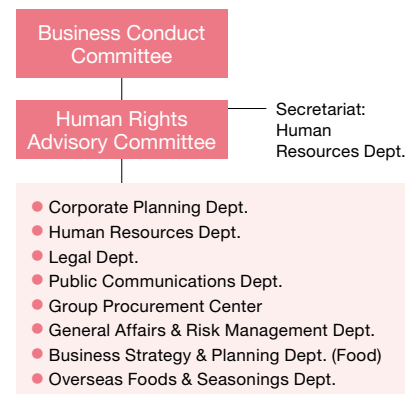 Business Conduct
Committee
Human Rights
Advisory Committee
Secretariat:
Human
Resources Dept.
● Corporate Planning Dept.
● Human Resources Dept.
● Legal Dept.
● Public Communications Dept.
● Group Procurement Center
● General Affairs & Risk Management Dept.
● Business Strategy & Planning Dept. (Food)
● Overseas Foods & Seasonings Dept.